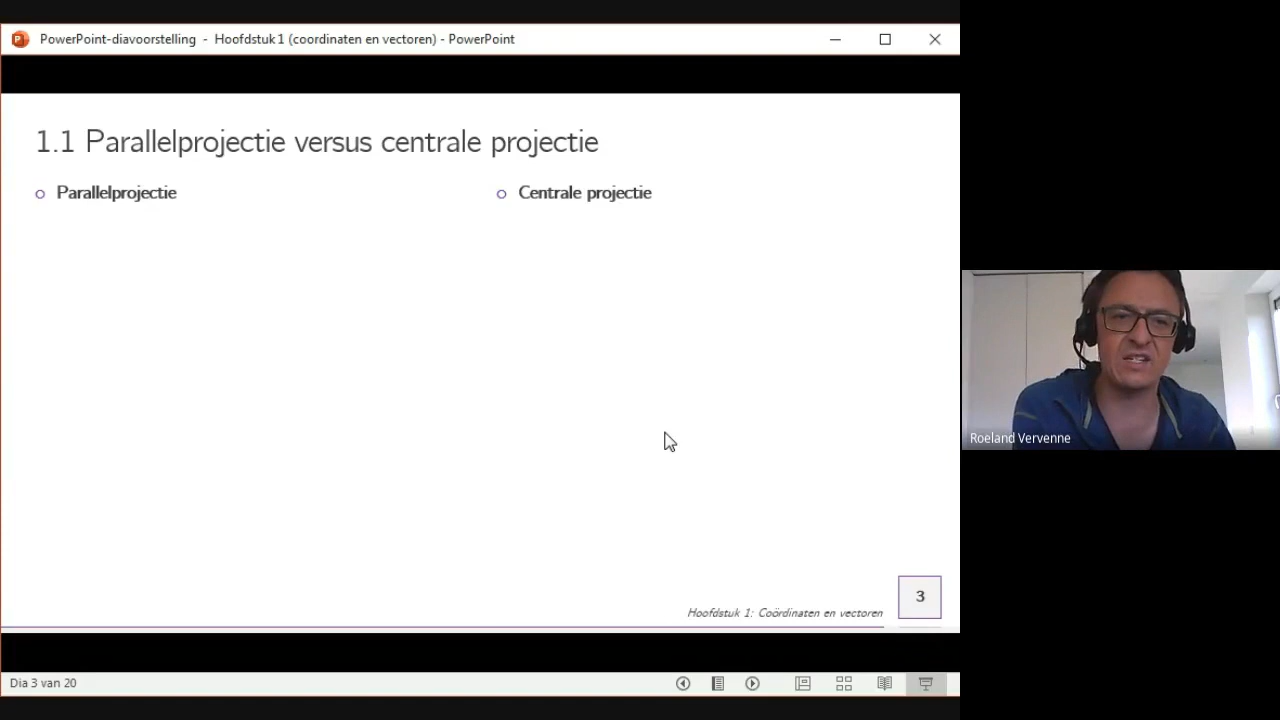 PowerPoint-diavoorstelling - Hoofdstuk 1 (coordinaten en vectoren) - PowerPoint
1.1 Parallelprojectie versus centrale projectie
Parallelprojectie
Centrale projectie
Roeland Vervenne
3
Hoofdstuk 1: Coördinaten en vectoren
Dia 3 van 20